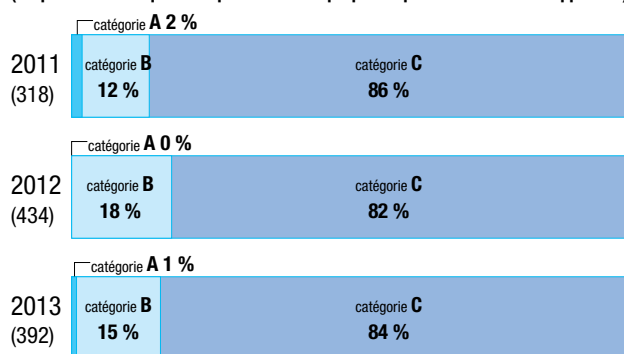 catégorie A 2 %
2011
(318)
catégorie B
12 %
catégorie C
86 %
catégorie A 0 %
2012
(434)
catégorie B
18 %
catégorie C
82 %
catégorie A 1 %
2013
(392)
catégorie B
15 %
catégorie C
84 %